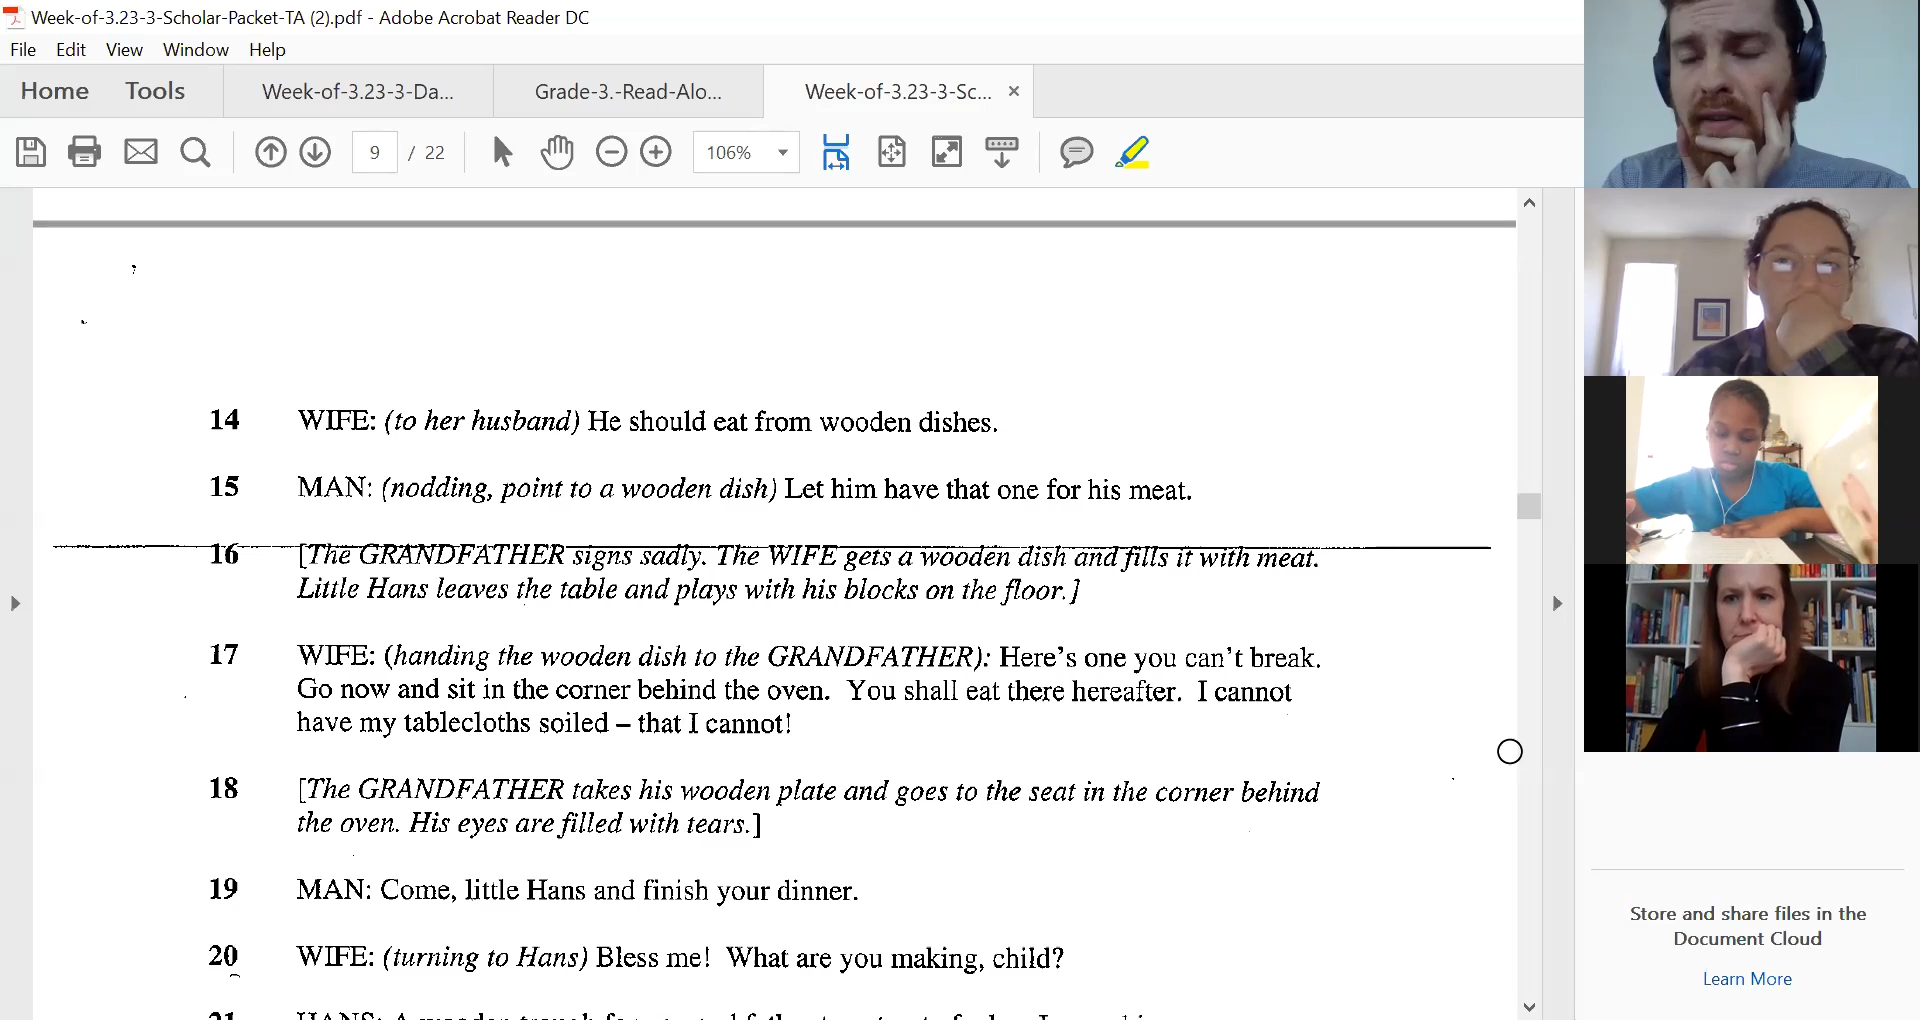 Week-of-3.23-3-Scholar-Packet-TA (2).pdf - Adobe Acrobat Reader DC
File Edit View Window Help
Home Tools Week-of-3.23-3-Da... Grade-3.-Read-Alo... Week-of-3.23-3-Sc... ×
9 / 22 106%
14 WIFE: (to her husband) He should eat from wooden dishes.
15 MAN: (nodding, point to a wooden dish) Let him have that one for his meat.
16 [The GRANDFATHER signs sadly. The WIFE gets a wooden dish and fills it with meat.
Little Hans leaves the table and plays with his blocks on the floor.]
17 WIFE: (handing the wooden dish to the GRANDFATHER): Here's one you can't break.
Go now and sit in the corner behind the oven. You shall eat there hereafter. I cannot
have my tablecloths soiled – that I cannot!
18 [The GRANDFATHER takes his wooden plate and goes to the seat in the corner behind
the oven. His eyes are filled with tears.]
19 MAN: Come, little Hans and finish your dinner.
20 WIFE: (turning to Hans) Bless me! What are you making, child?
21 HANS: A wooden trough for
Store and share files in the
Document Cloud
Learn More